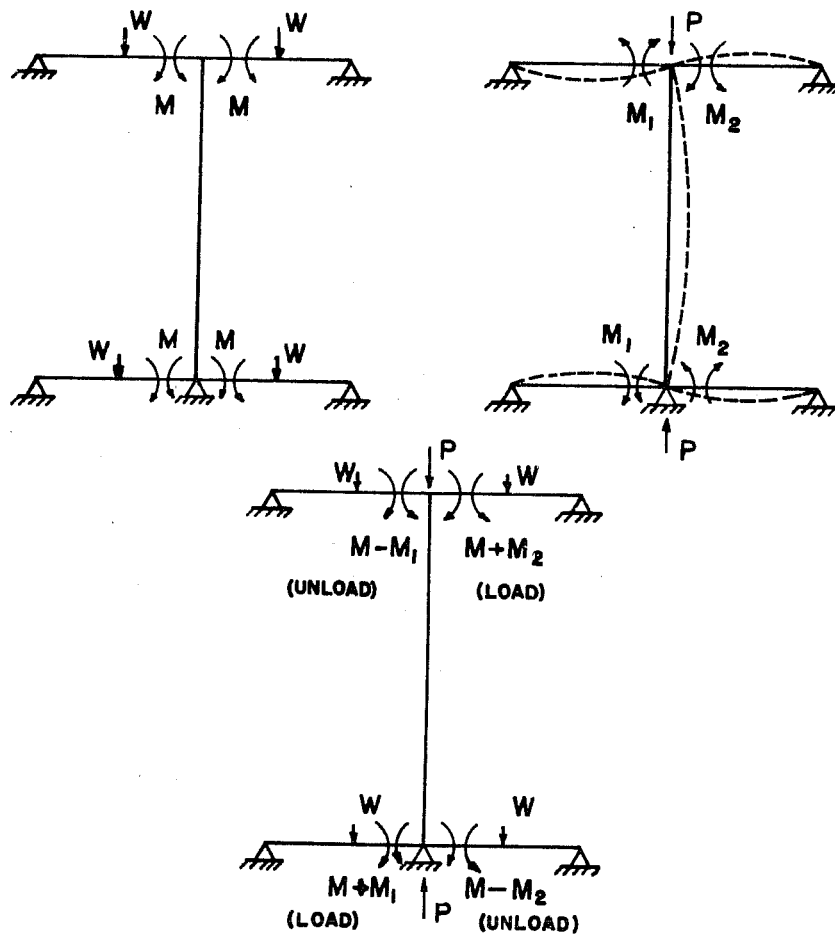 W W
M M
W M M W
P
M₁ M₂
M₁ M₂
P
P
W W
M-M₁ M+M₂
(UNLOAD) (LOAD)
W W
M+M₁ M-M₂
(LOAD) P (UNLOAD)